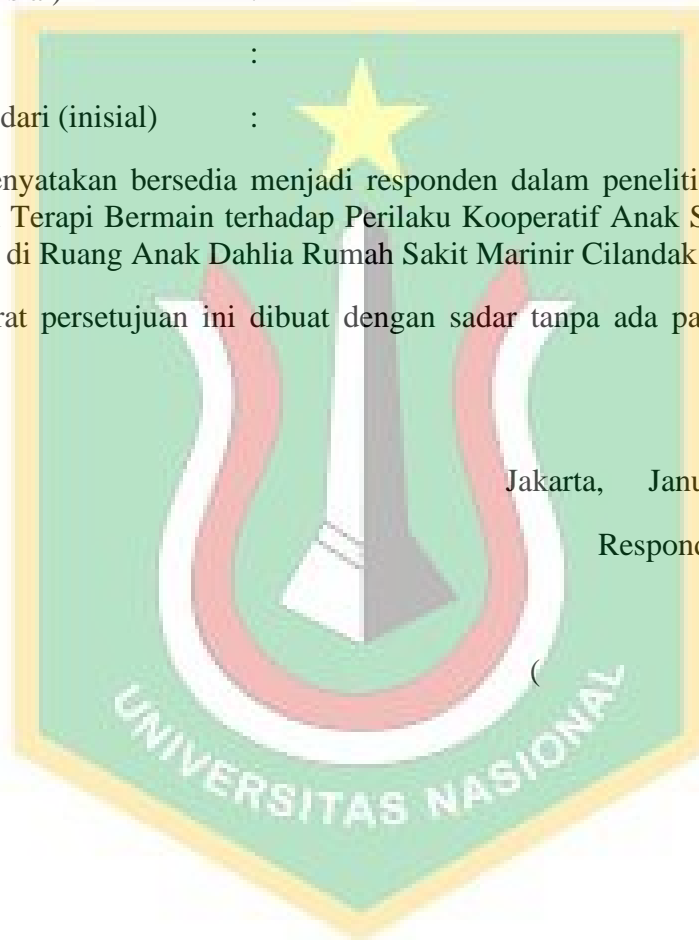 :
dari (inisial) :
enyatakan bersedia menjadi responden dalam peneliti
Terapi Bermain terhadap Perilaku Kooperatif Anak S
di Ruang Anak Dahlia Rumah Sakit Marinir Cilandak
rat persetujuan ini dibuat dengan sadar tanpa ada pa
Jakarta, Janu
Respond
(
UNIVERSITAS NASIONAL